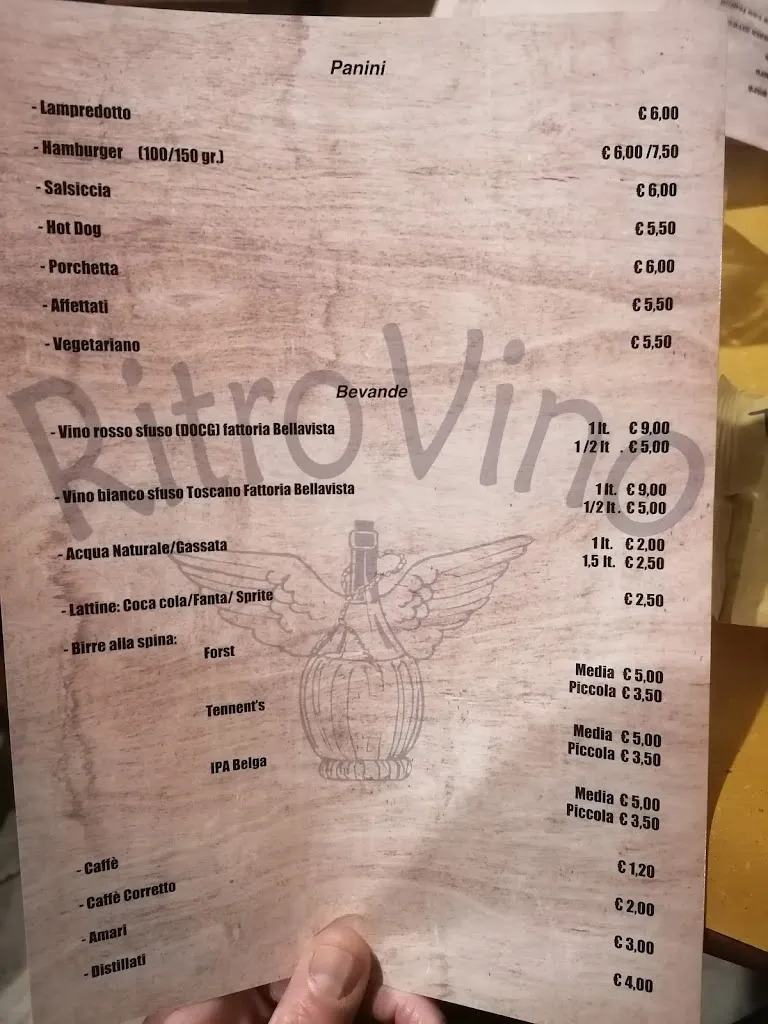 Panini
- Lampredotto € 6,00
- Hamburger (100/150 gr.) € 6,00 /7,50
- Salsiccia € 6,00
- Hot Dog € 5,50
- Porchetta € 6,00
- Affettati € 5,50
- Vegetariano € 5,50
RitroVino
Bevande
- Vino rosso sfuso (DOCG) fattoria Bellavista 1 lt. € 9,00
1/2 lt . € 5,00
- Vino bianco sfuso Toscano Fattoria Bellavista 1 lt. € 9,00
1/2 lt. € 5,00
- Acqua Naturale/Gassata 1 lt. € 2,00
1,5 lt. € 2,50
- Lattine: Coca cola/Fanta/ Sprite € 2,50
- Birre alla spina: Forst
Media € 5,00
Piccola € 3,50
Tennent's
Media € 5,00
Piccola € 3,50
IPA Belga
Media € 5,00
Piccola € 3,50
- Caffè € 1,20
- Caffè Corretto € 2,00
- Amari € 3,00
- Distillati € 4,00